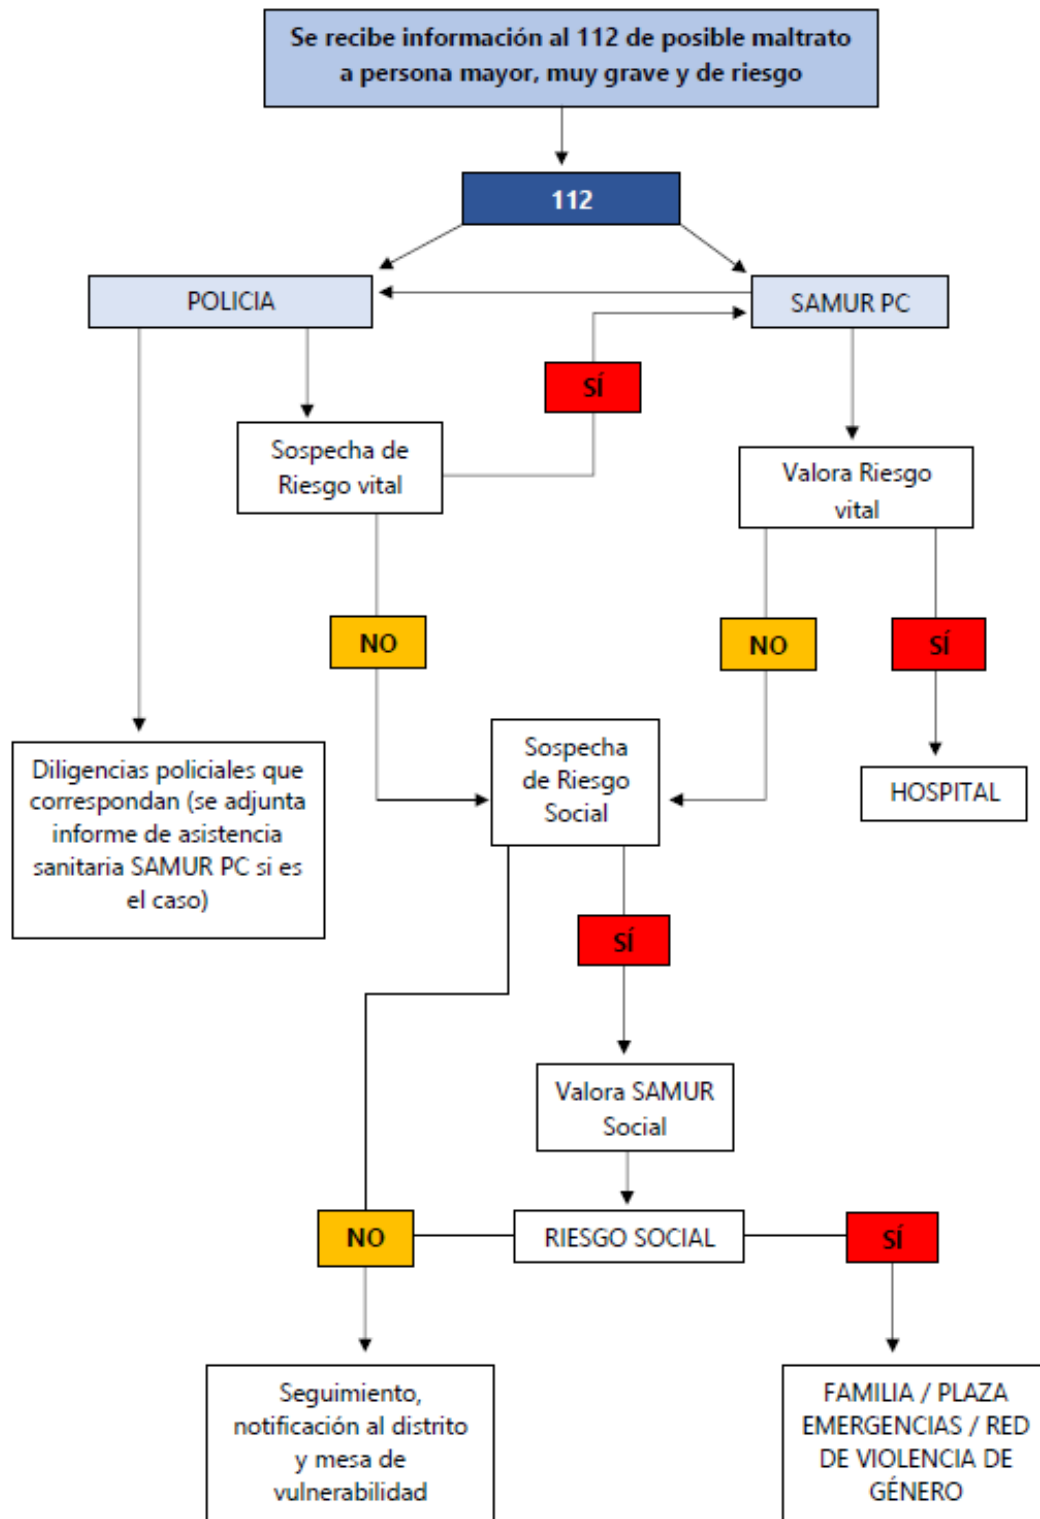 Se recibe información al 112 de posible maltrato
a persona mayor, muy grave y de riesgo
112
POLICIA
SAMUR PC
SÍ
Sospecha de
Riesgo vital
Valora Riesgo
vital
NO
NO
SÍ
Sospecha
de Riesgo
Social
Diligencias policiales que
correspondan (se adjunta
informe de asistencia
sanitaria SAMUR PC si es
el caso)
HOSPITAL
SÍ
Valora SAMUR
Social
NO
RIESGO SOCIAL
SÍ
Seguimiento,
notificación al distrito
y mesa de
vulnerabilidad
FAMILIA / PLAZA
EMERGENCIAS / RED
DE VIOLENCIA DE
GÉNERO